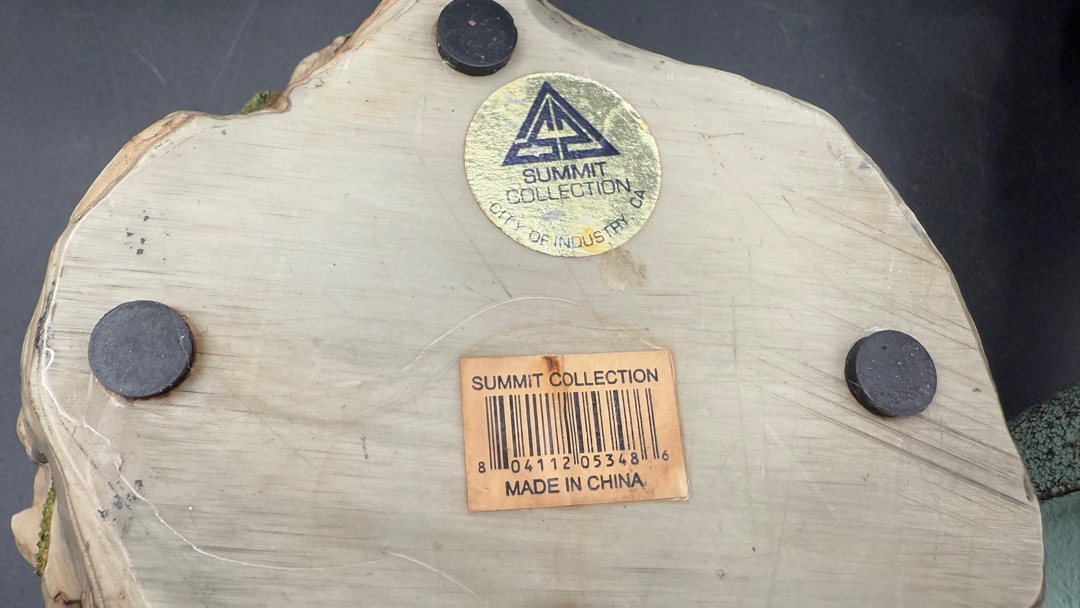 SUMMIT
COLLECTION
CITY OF INDUSTRY, CA
SUMMIT COLLECTION
8 04112 05348 6
MADE IN CHINA